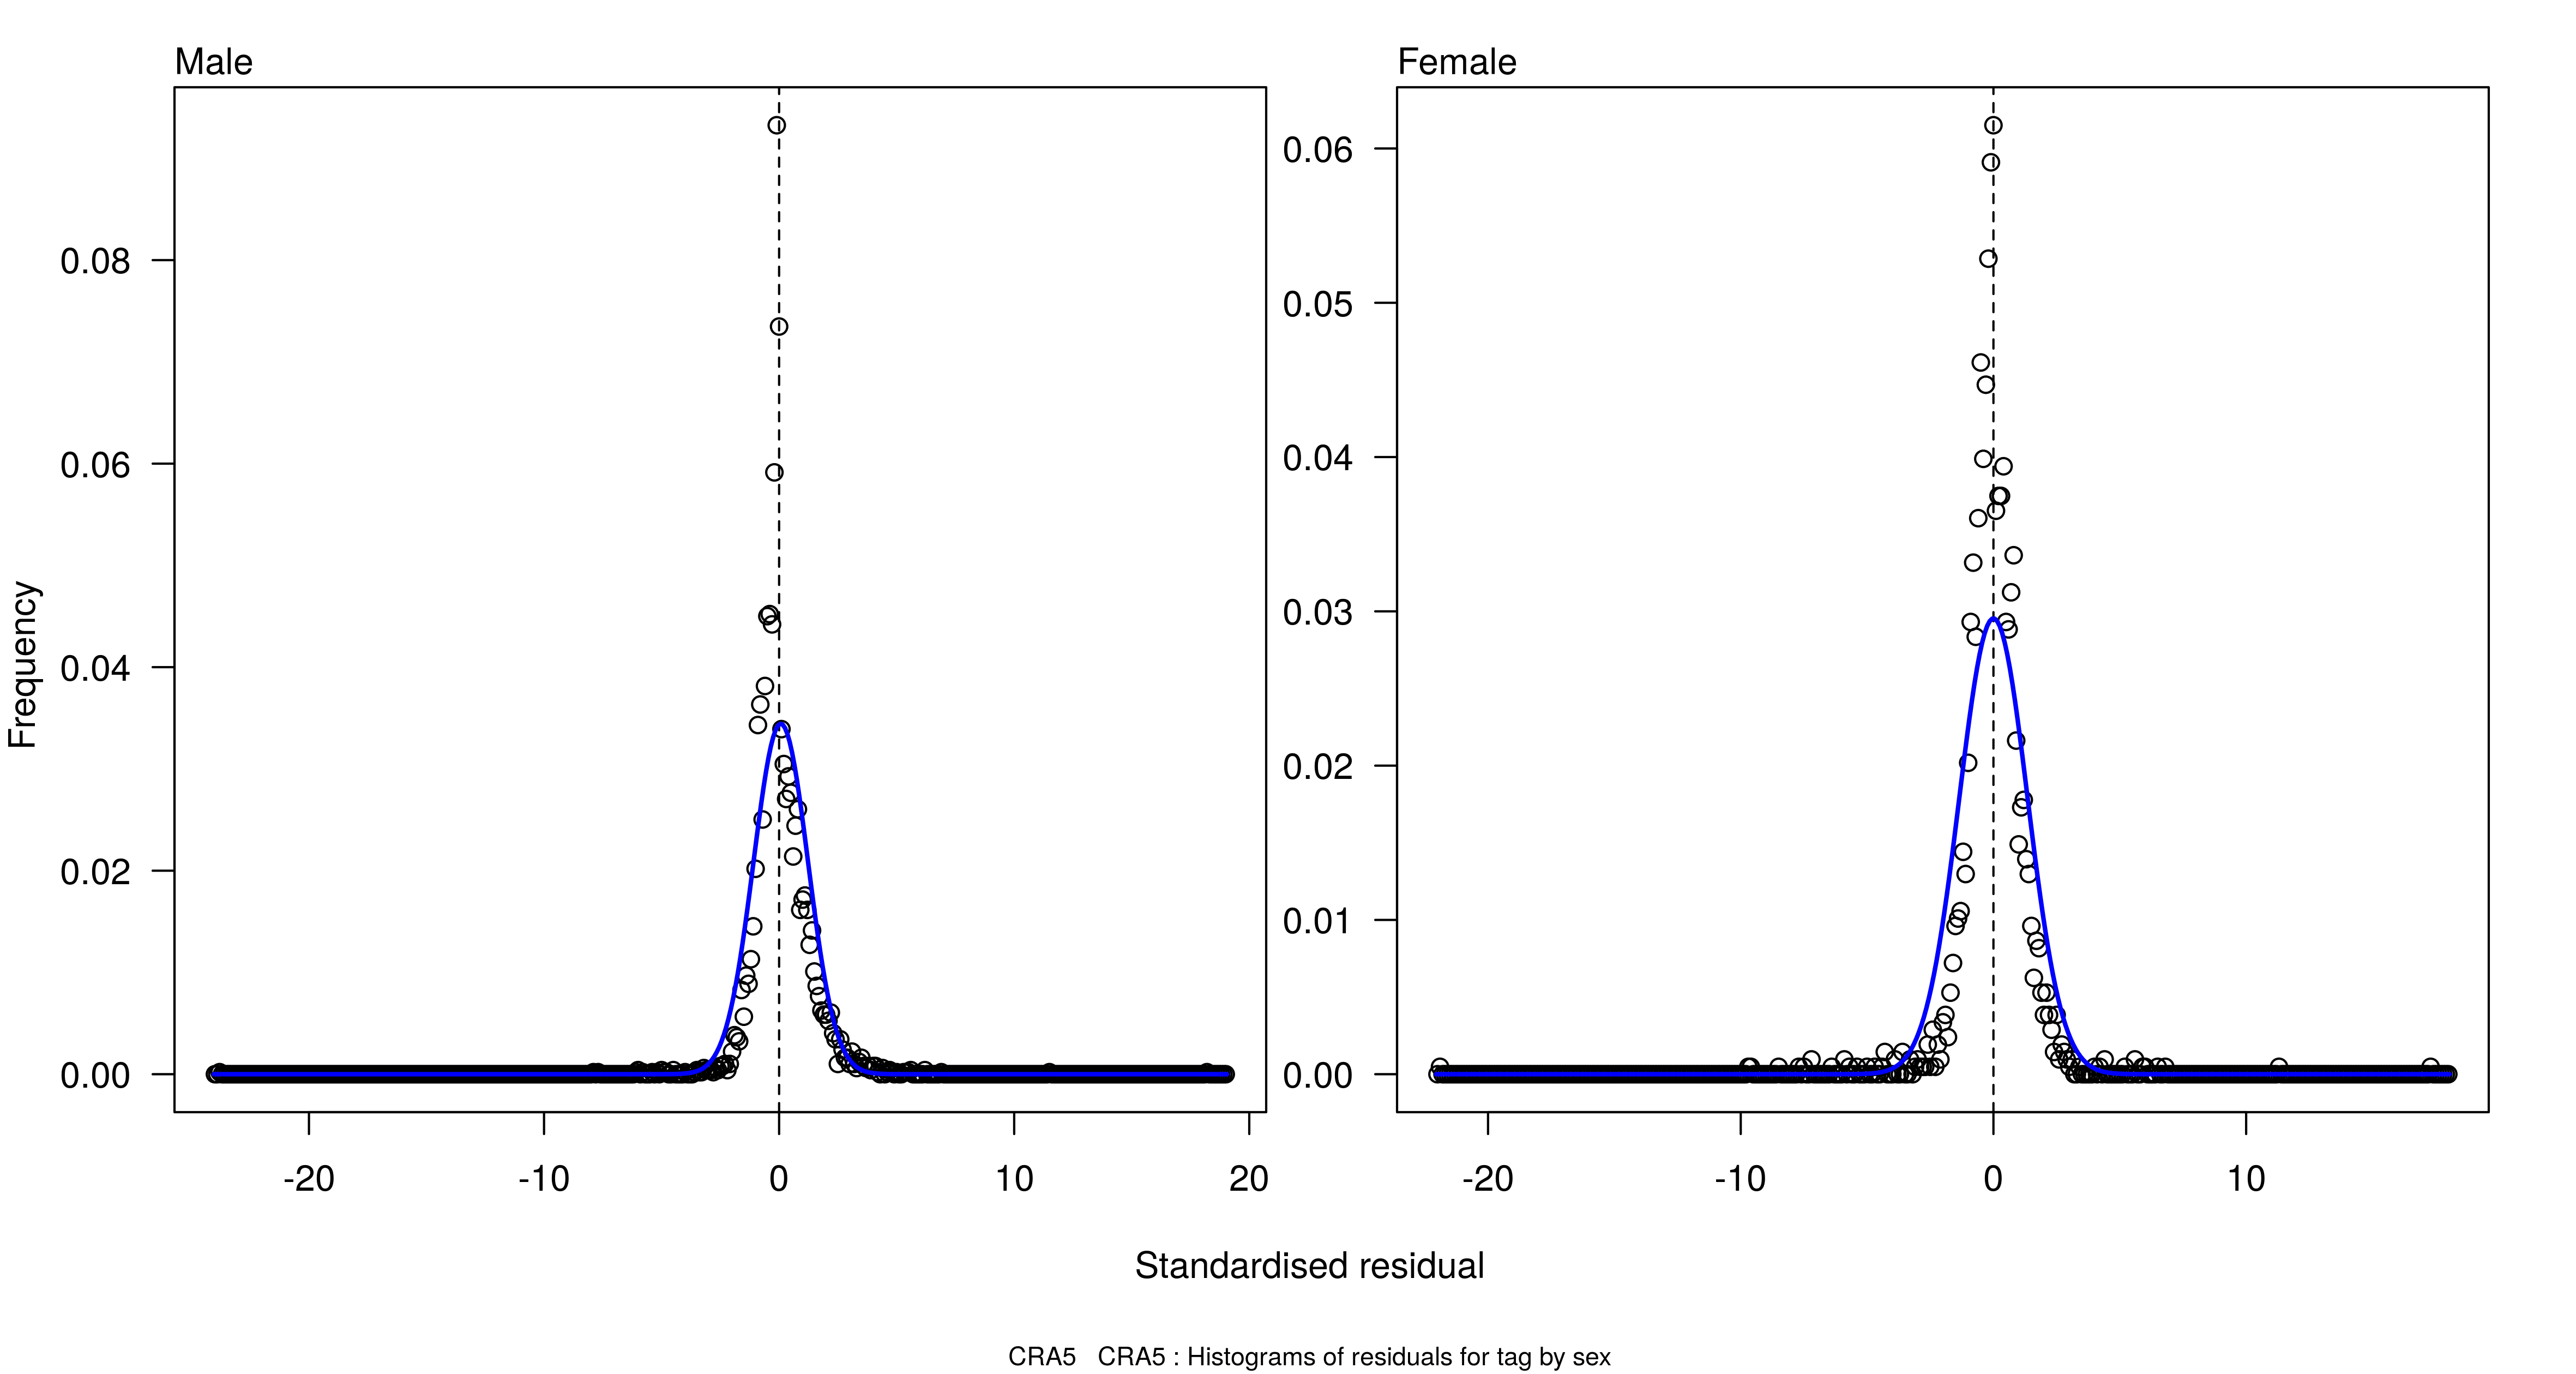 Male
Female
Frequency
0.08
0.06
0.04
0.02
0.00
0.06
0.05
0.04
0.03
0.02
0.01
0.00
-20 -10 0 10 20
-20 -10 0 10
Standardised residual
CRA5 CRA5 : Histograms of residuals for tag by sex